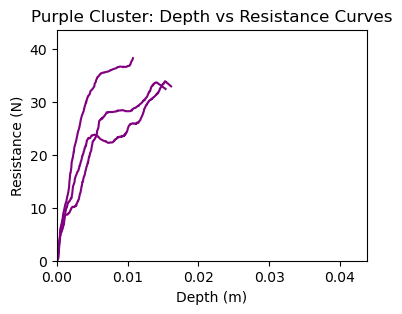 Purple Cluster: Depth vs Resistance Curves
Resistance (N)
40
30
20
10
0
0.00 0.01 0.02 0.03 0.04
Depth (m)